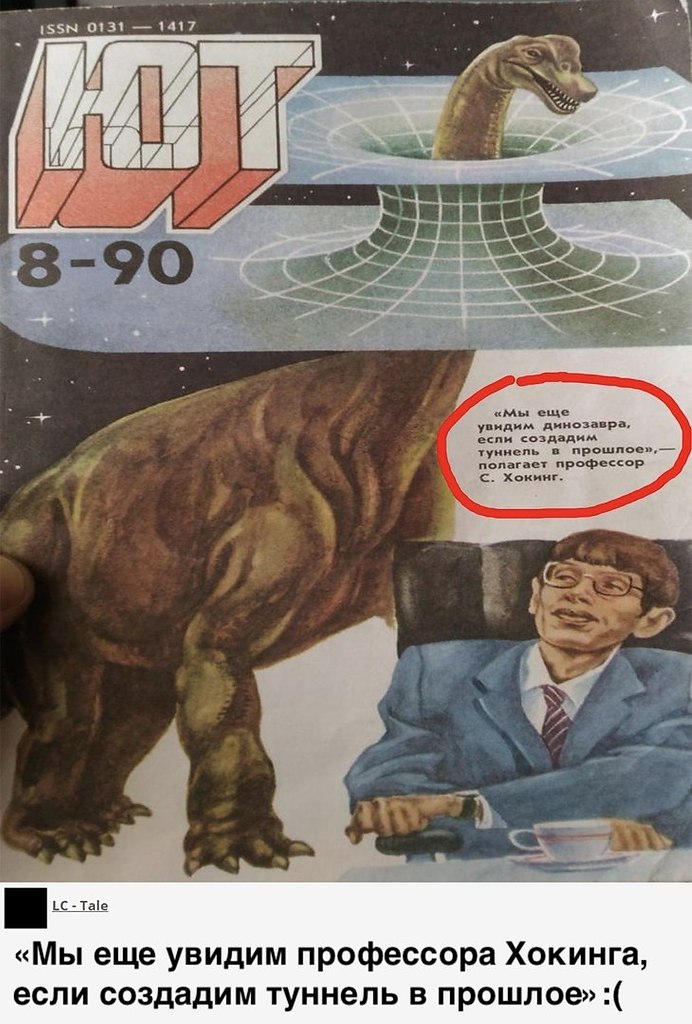 ISSN 0131 — 1417
ЮТ
8-90
«Мы еще
увидим динозавра,
если создадим
туннель в прошлое»,—
полагает профессор
С. Хокинг.
LC - Tale
«Мы еще увидим профессора Хокинга,
если создадим туннель в прошлое» :(